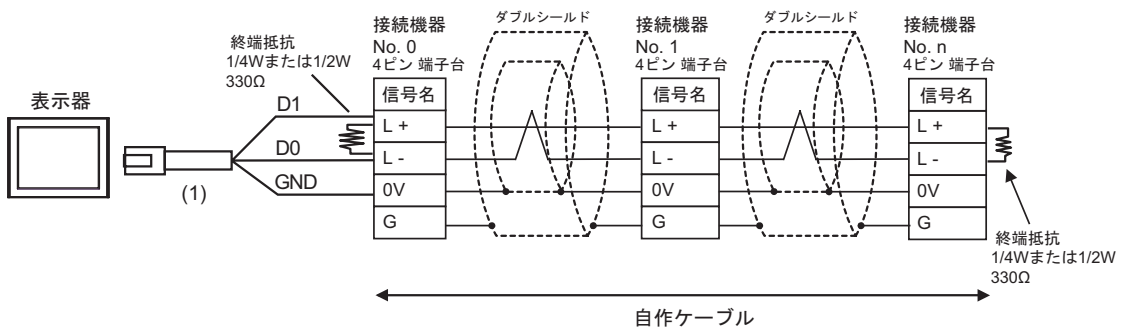 表示器
(1)
終端抵抗
1/4Wまたは1/2W
330Ω
D1
D0
GND
接続機器
No. 0
4ピン 端子台
信号名
L +
L -
0V
G
ダブルシールド
接続機器
No. 1
4ピン 端子台
信号名
L +
L -
0V
G
ダブルシールド
接続機器
No. n
4ピン 端子台
信号名
L +
L -
0V
G
終端抵抗
1/4Wまたは1/2W
330Ω
自作ケーブル